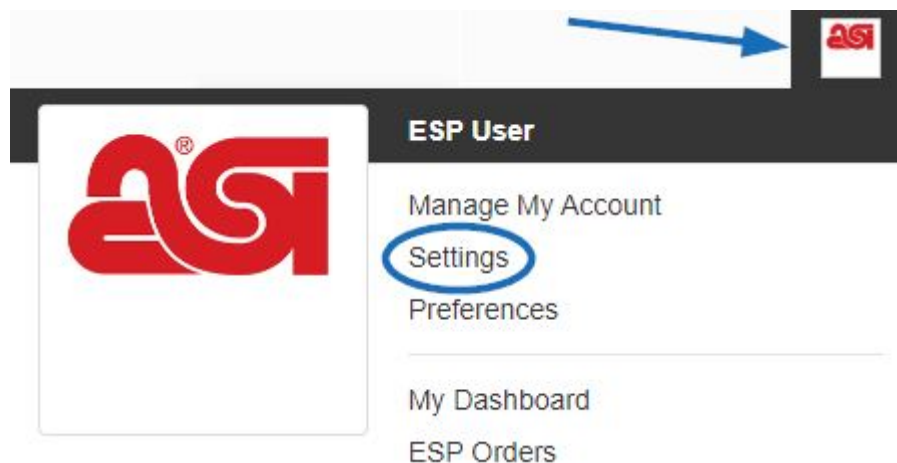 asi
ESP User
®
asi
Manage My Account
Settings
Preferences
My Dashboard
ESP Orders